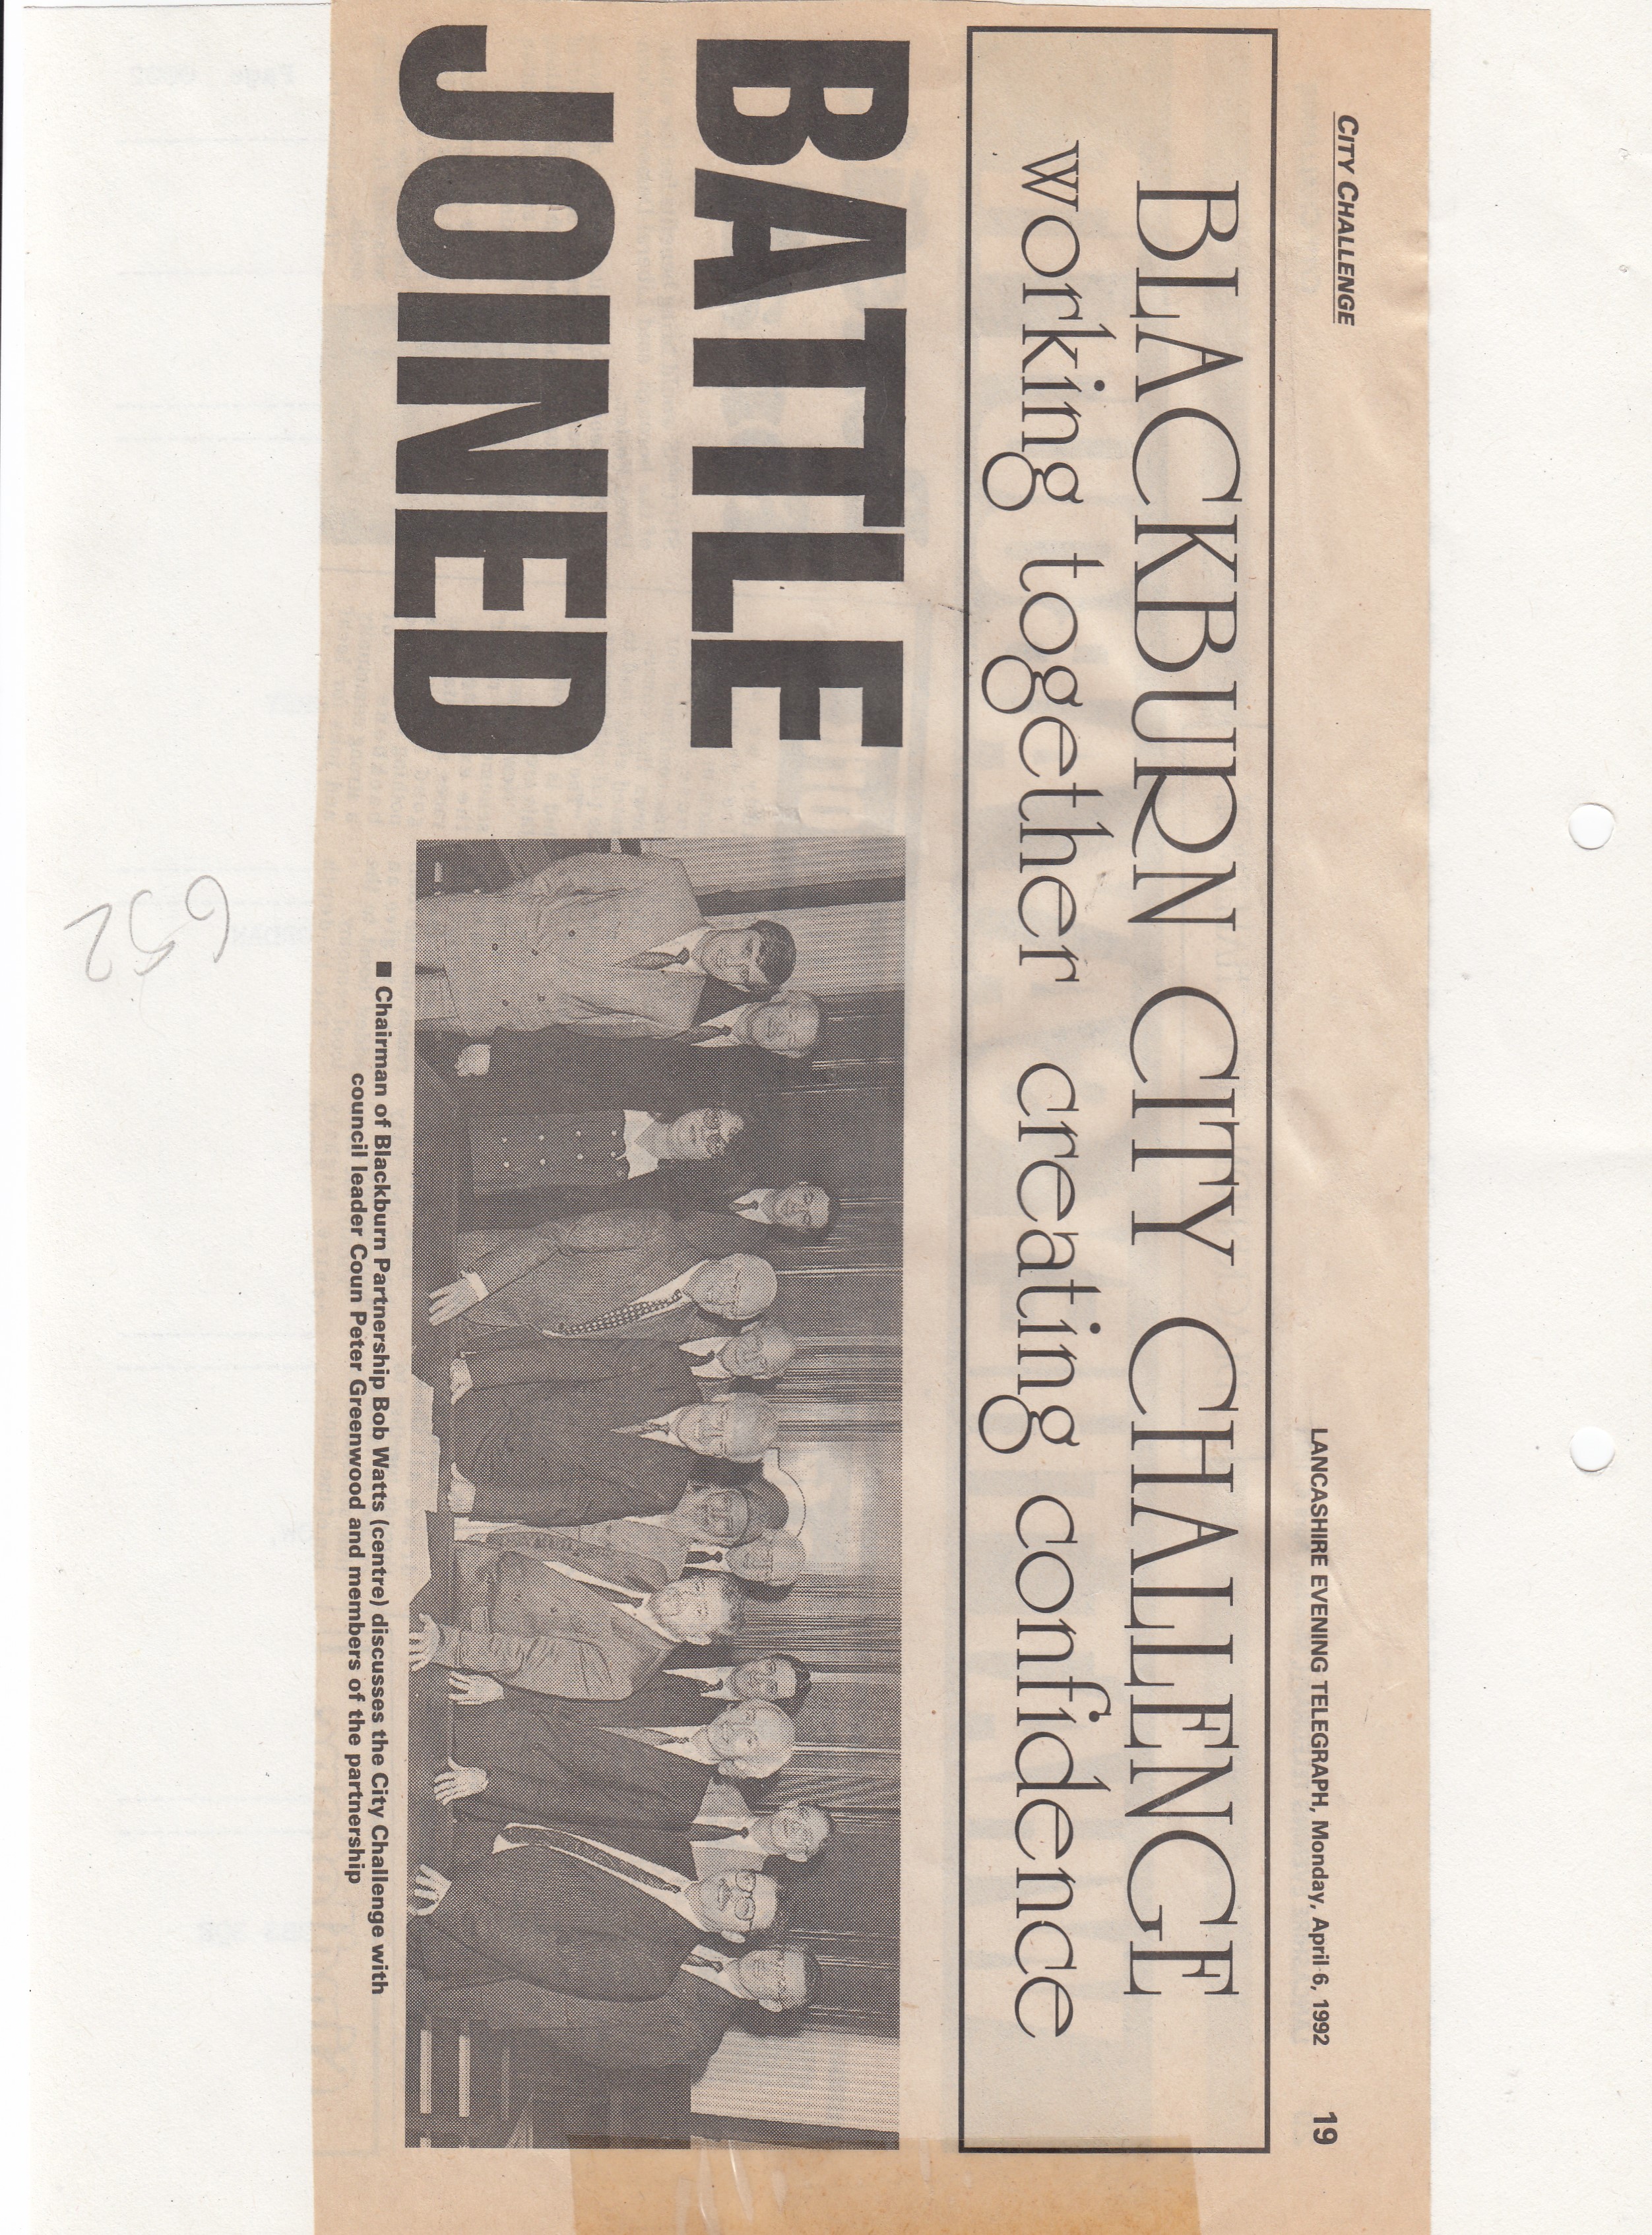 CITY CHALLENGE
LANCASHIRE EVENING TELEGRAPH, Monday, April 6, 1992 19
BLACKBURN CITY CHALLENGE
working together creating confidence
BATTLE
JOINED
■ Chairman of Blackburn Partnership Bob Watts (centre) discusses the City Challenge with
council leader Coun Peter Greenwood and members of the partnership
652